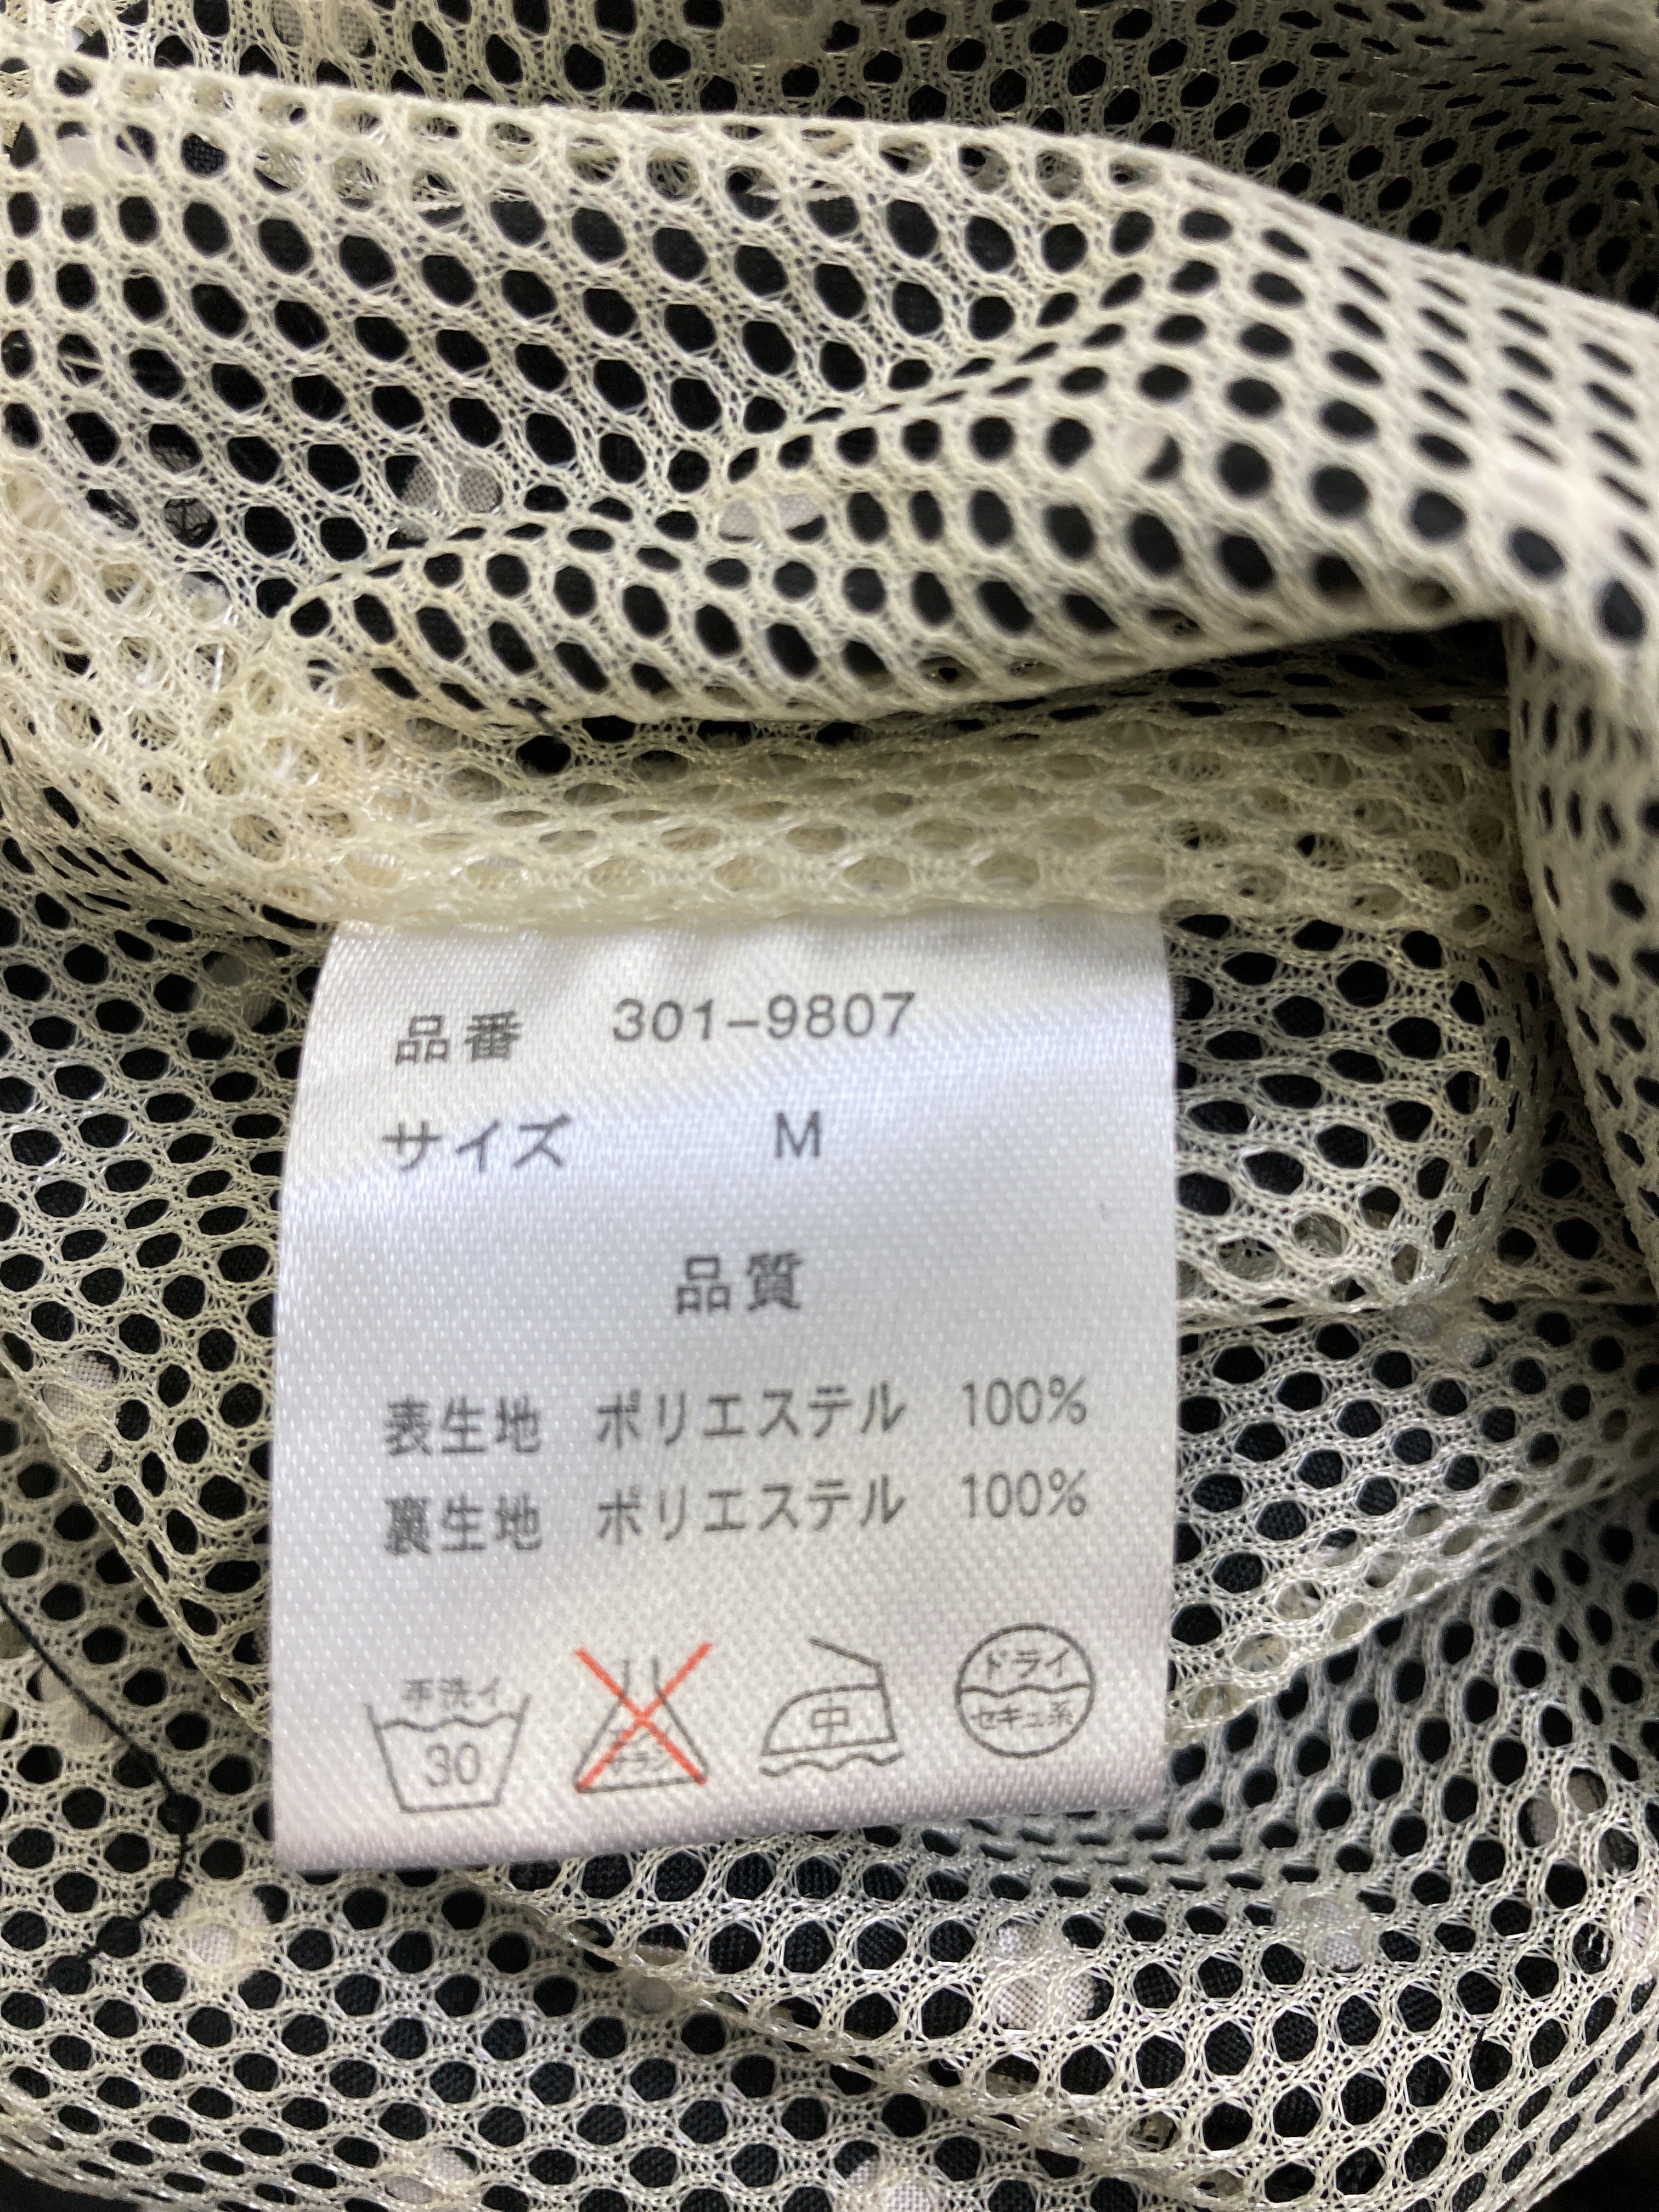 品番 301-9807
サイズ M
品質
表生地 ポリエステル 100%
裏生地 ポリエステル 100%
手洗イ
30
中
ドライ
セキユ系